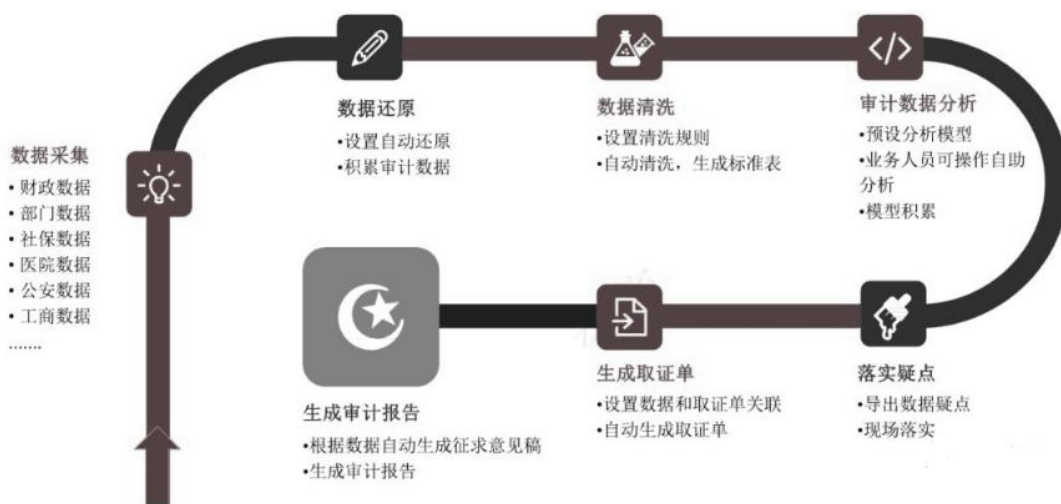 数据采集
• 财政数据
• 部门数据
• 社保数据
• 医院数据
• 公安数据
• 工商数据
.......
数据还原
•设置自动还原
•积累审计数据
数据清洗
•设置清洗规则
•自动清洗，生成标准表
审计数据分析
•预设分析模型
•业务人员可操作自助
分析
•模型积累
落实疑点
•导出数据疑点
•现场落实
生成取证单
•设置数据和取证单关联
•自动生成取证单
生成审计报告
•根据数据自动生成征求意见稿
•生成审计报告